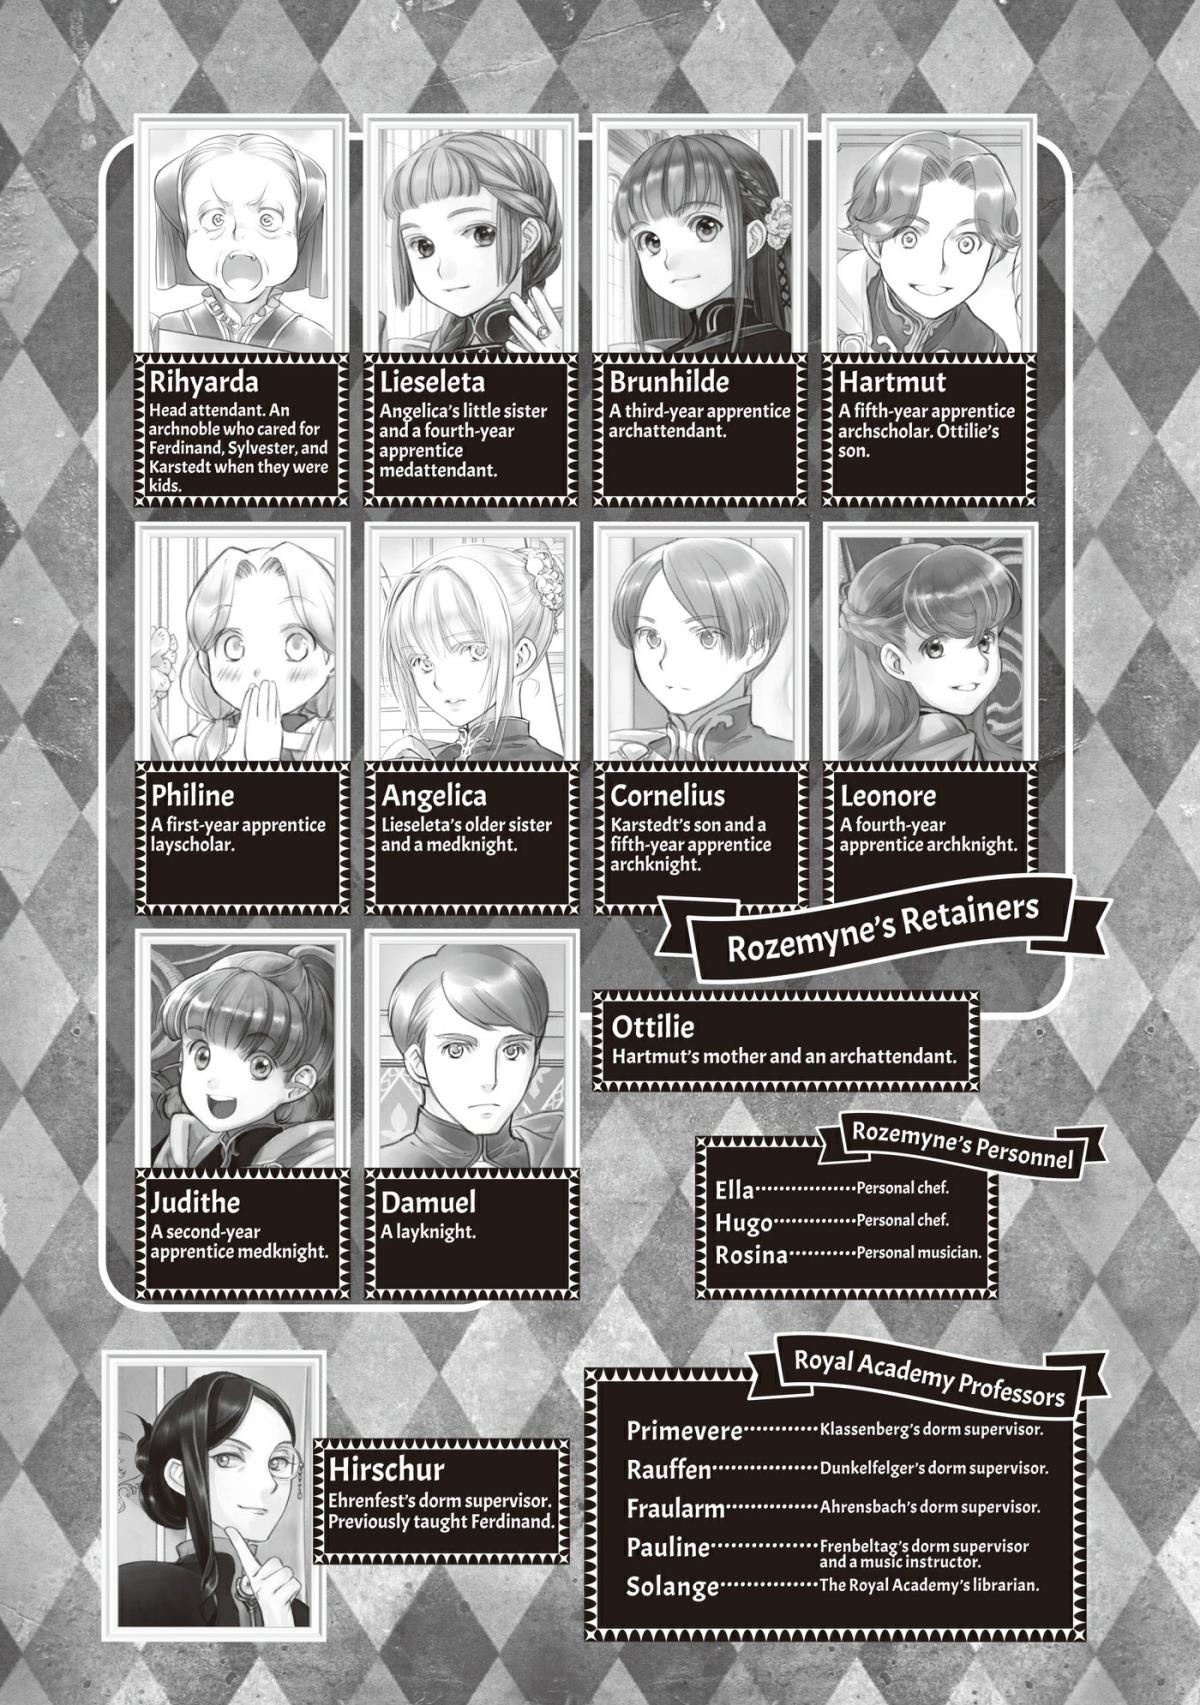 Rihyarda
Head attendant. An
archnoble who cared for
Ferdinand, Sylvester, and
Karstedt when they were
kids.
Lieseleta
Angelica's little sister
and a fourth-year
apprentice
medattendant.
Brunhilde
A third-year apprentice
archattendant.
Hartmut
A fifth-year apprentice
archscholar. Ottilie's
son.
Philine
A first-year apprentice
layscholar.
Angelica
Lieseleta's older sister
and a medknight.
Cornelius
Karstedt's son and a
fifth-year apprentice
archknight.
Leonore
A fourth-year
apprentice archknight.
Rozemyne's Retainers
Judithe
A second-year
apprentice medknight.
Damuel
A layknight.
Ottilie
Hartmut's mother and an archattendant.
Rozemyne's Personnel
Ella··················Personal chef.
Hugo···············Personal chef.
Rosina············Personal musician.
Hirschur
Ehrenfest's dorm supervisor.
Previously taught Ferdinand.
Royal Academy Professors
Primevere··············Klassenberg's dorm supervisor.
Rauffen···················Dunkelfelger's dorm supervisor.
Fraularm·················Ahrensbach's dorm supervisor.
Pauline···················Frenbeltag's dorm supervisor
and a music instructor.
Solange··················The Royal Academy's librarian.